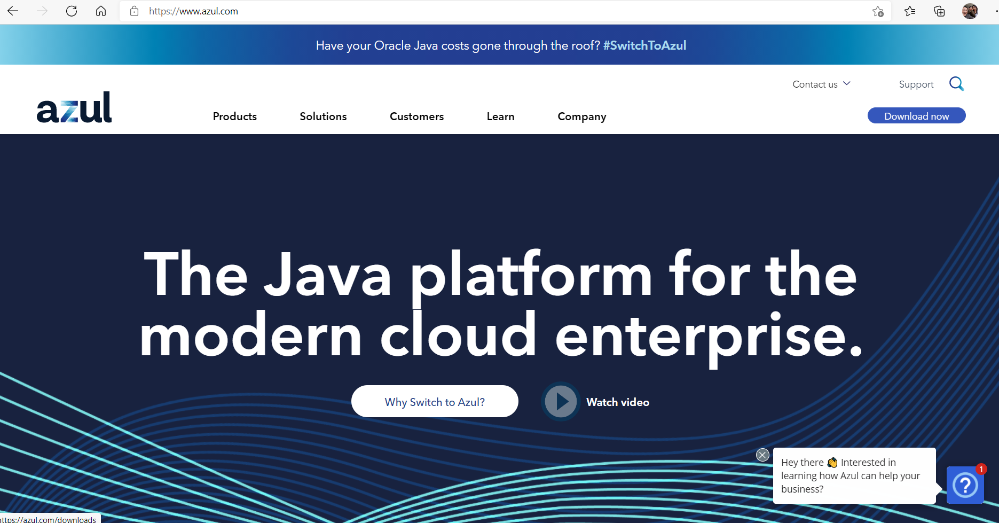 https://www.azul.com
Have your Oracle Java costs gone through the roof? #SwitchToAzul
Contact us
Support
azul
Products
Solutions
Customers
Learn
Company
Download now
The Java platform for the
modern cloud enterprise.
Why Switch to Azul?
Watch video
Hey there 👏 Interested in
learning how Azul can help your
business?
1
?
https://azul.com/downloads